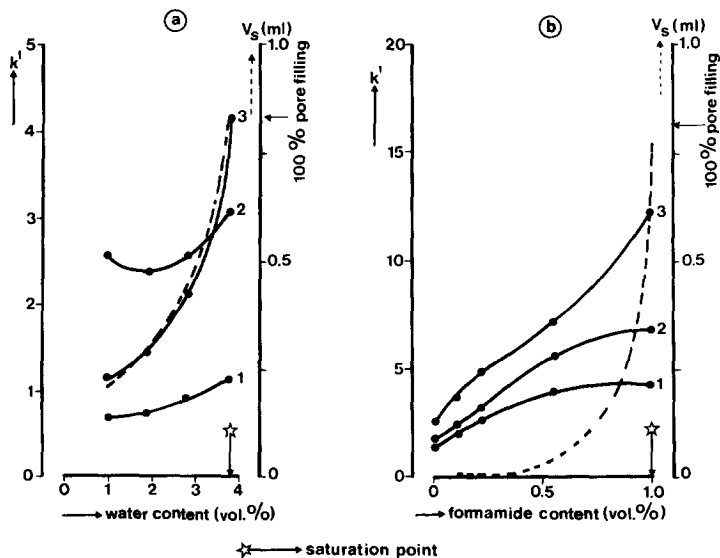 a
5
4
3
2
1
0
k'
Vs (ml)
1.0
0.5
0
100 % pore filling
3
2
1
0 1 2 3 4
water content (vol.%)
b
20
15
10
5
0
k'
Vs (ml)
1.0
0.5
0
100 % pore filling
3
2
1
0 0.5 1.0
formamide content (vol.%)
saturation point